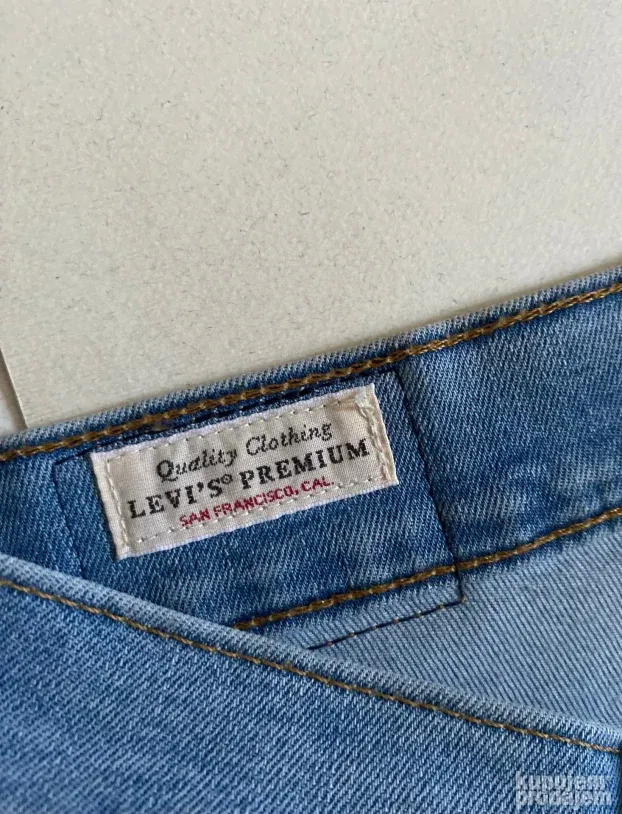 Quality Clothing
LEVI'S® PREMIUM
SAN FRANCISCO, CAL.
kupujem
prodajem